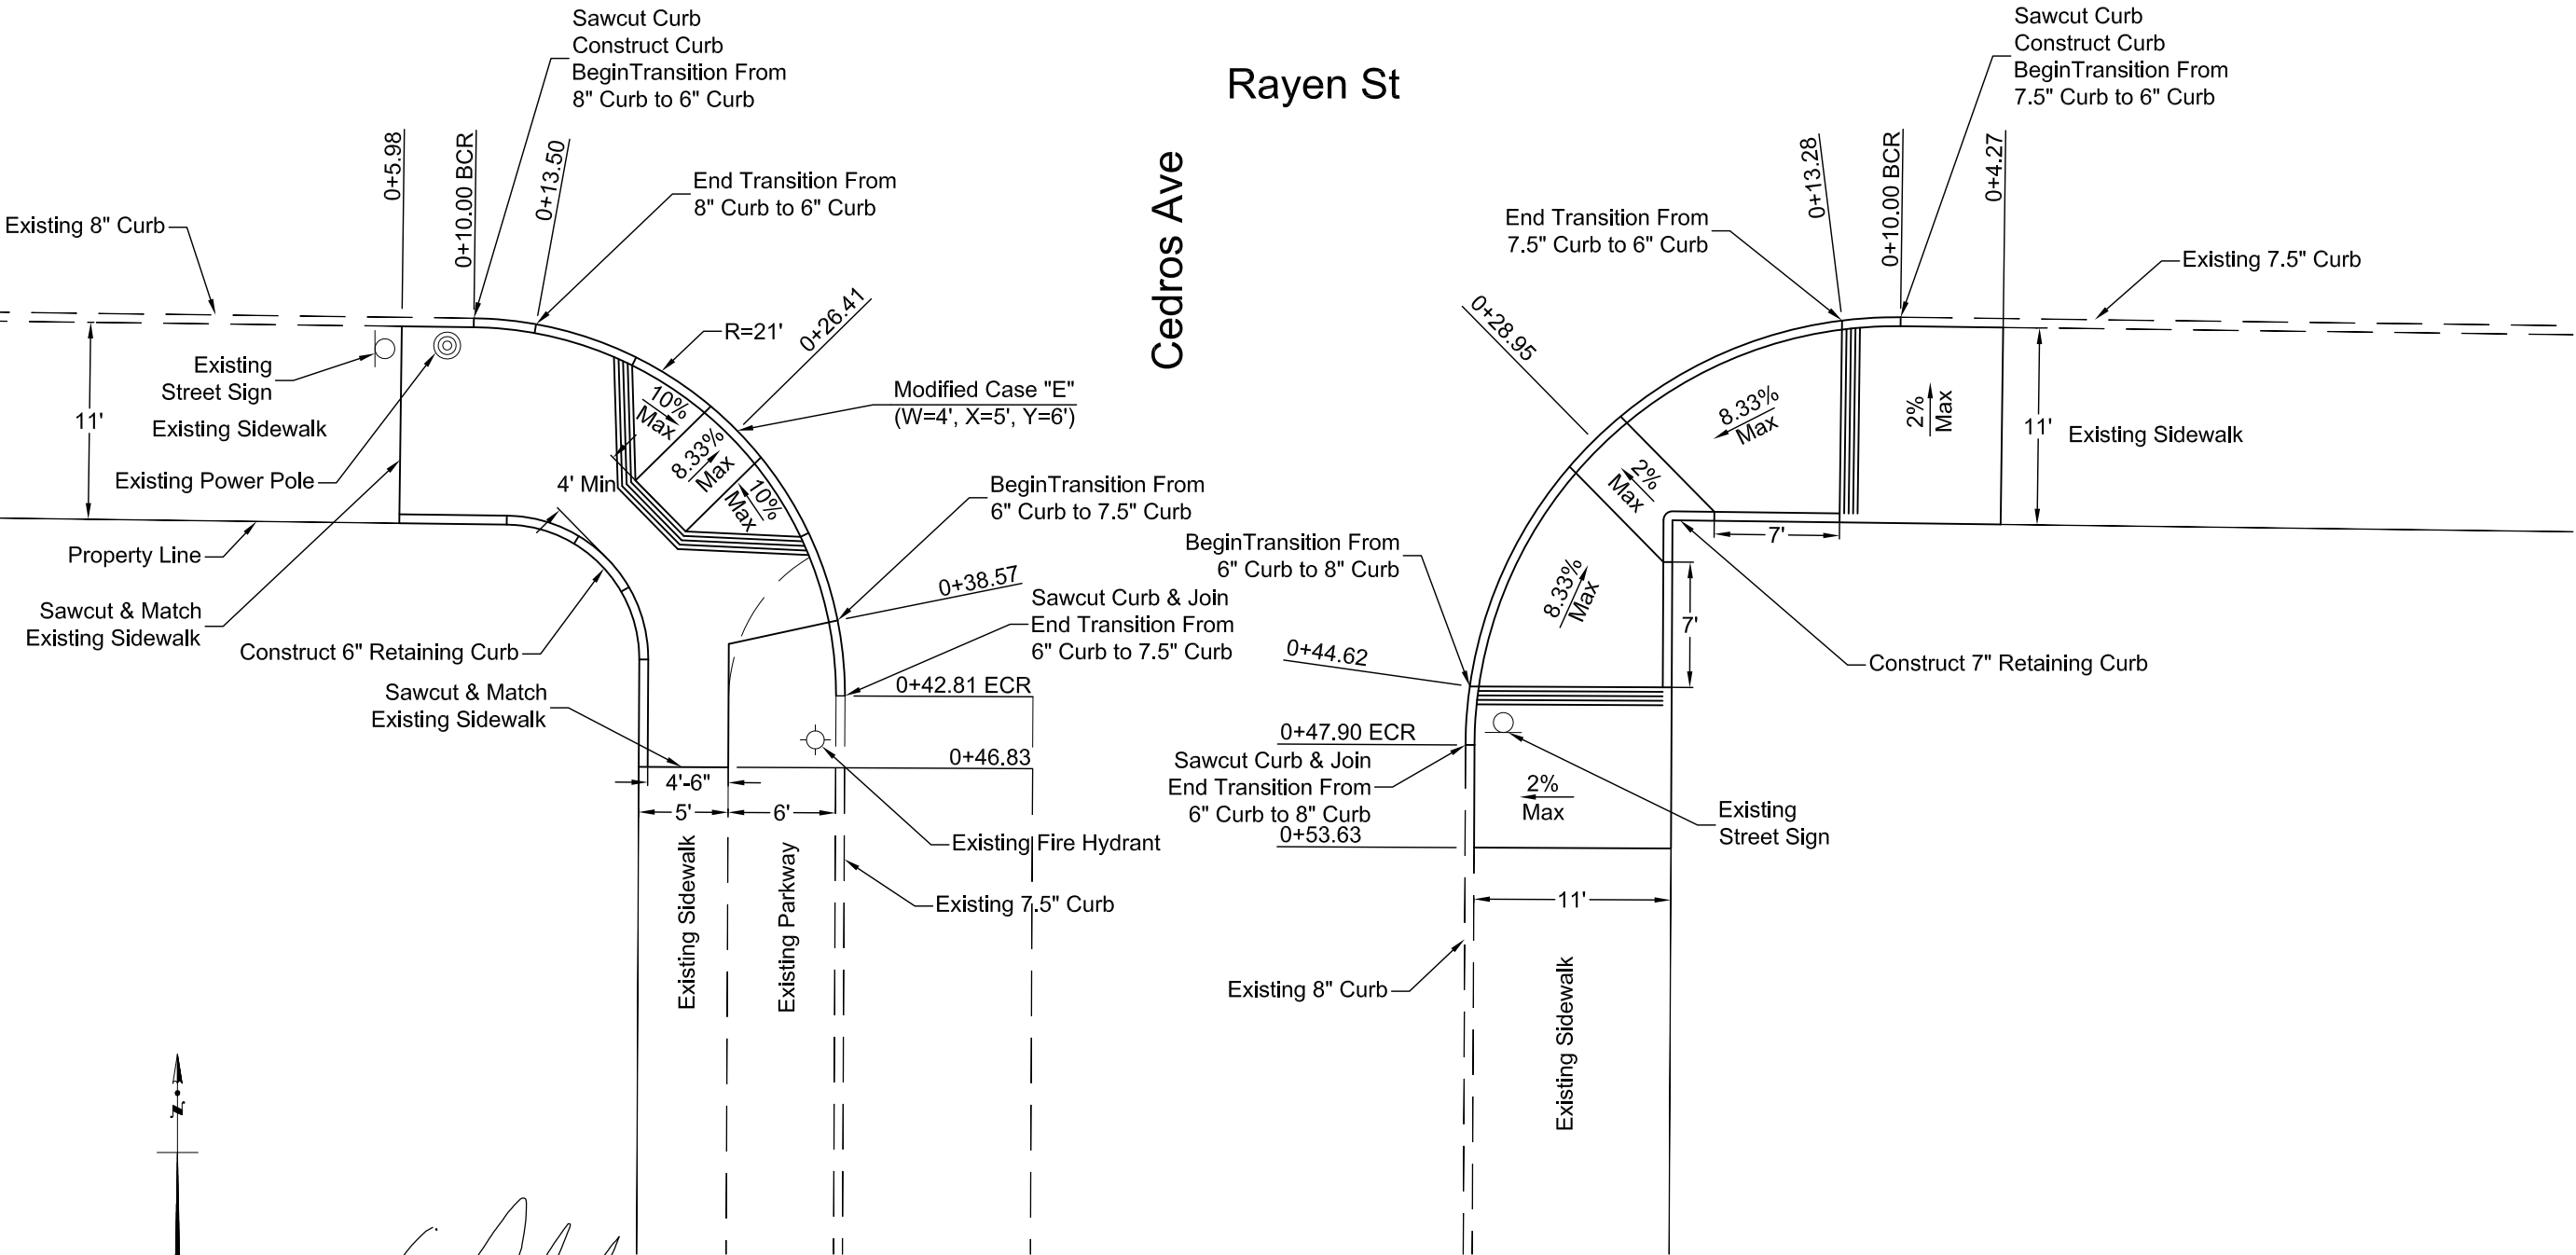 Sawcut Curb
Construct Curb
BeginTransition From
8" Curb to 6" Curb
Rayen St
Cedros Ave
Sawcut Curb
Construct Curb
BeginTransition From
7.5" Curb to 6" Curb
0+5.98
0+10.00 BCR
0+13.50
End Transition From
8" Curb to 6" Curb
Existing 8" Curb
0+26.41
R=21'
Existing
Street Sign
11'
Existing Sidewalk
Existing Power Pole
Modified Case "E"
(W=4', X=5', Y=6')
10%
Max
8.33%
Max
10%
Max
4' Min
BeginTransition From
6" Curb to 7.5" Curb
Property Line
0+38.57
Sawcut & Match
Existing Sidewalk
Sawcut Curb & Join
End Transition From
6" Curb to 7.5" Curb
Construct 6" Retaining Curb
Sawcut & Match
Existing Sidewalk
0+42.81 ECR
0+46.83
4'-6"
5'
6'
Existing Fire Hydrant
Existing 7.5" Curb
Existing Sidewalk
Existing Parkway
N
0+13.28
0+10.00 BCR
0+4.27
End Transition From
7.5" Curb to 6" Curb
Existing 7.5" Curb
0+28.95
8.33%
Max
2%
Max
11'
Existing Sidewalk
2%
Max
7'
BeginTransition From
6" Curb to 8" Curb
8.33%
Max
7'
0+44.62
Construct 7" Retaining Curb
0+47.90 ECR
Sawcut Curb & Join
End Transition From
6" Curb to 8" Curb
0+53.63
2%
Max
Existing
Street Sign
11'
Existing 8" Curb
Existing Sidewalk